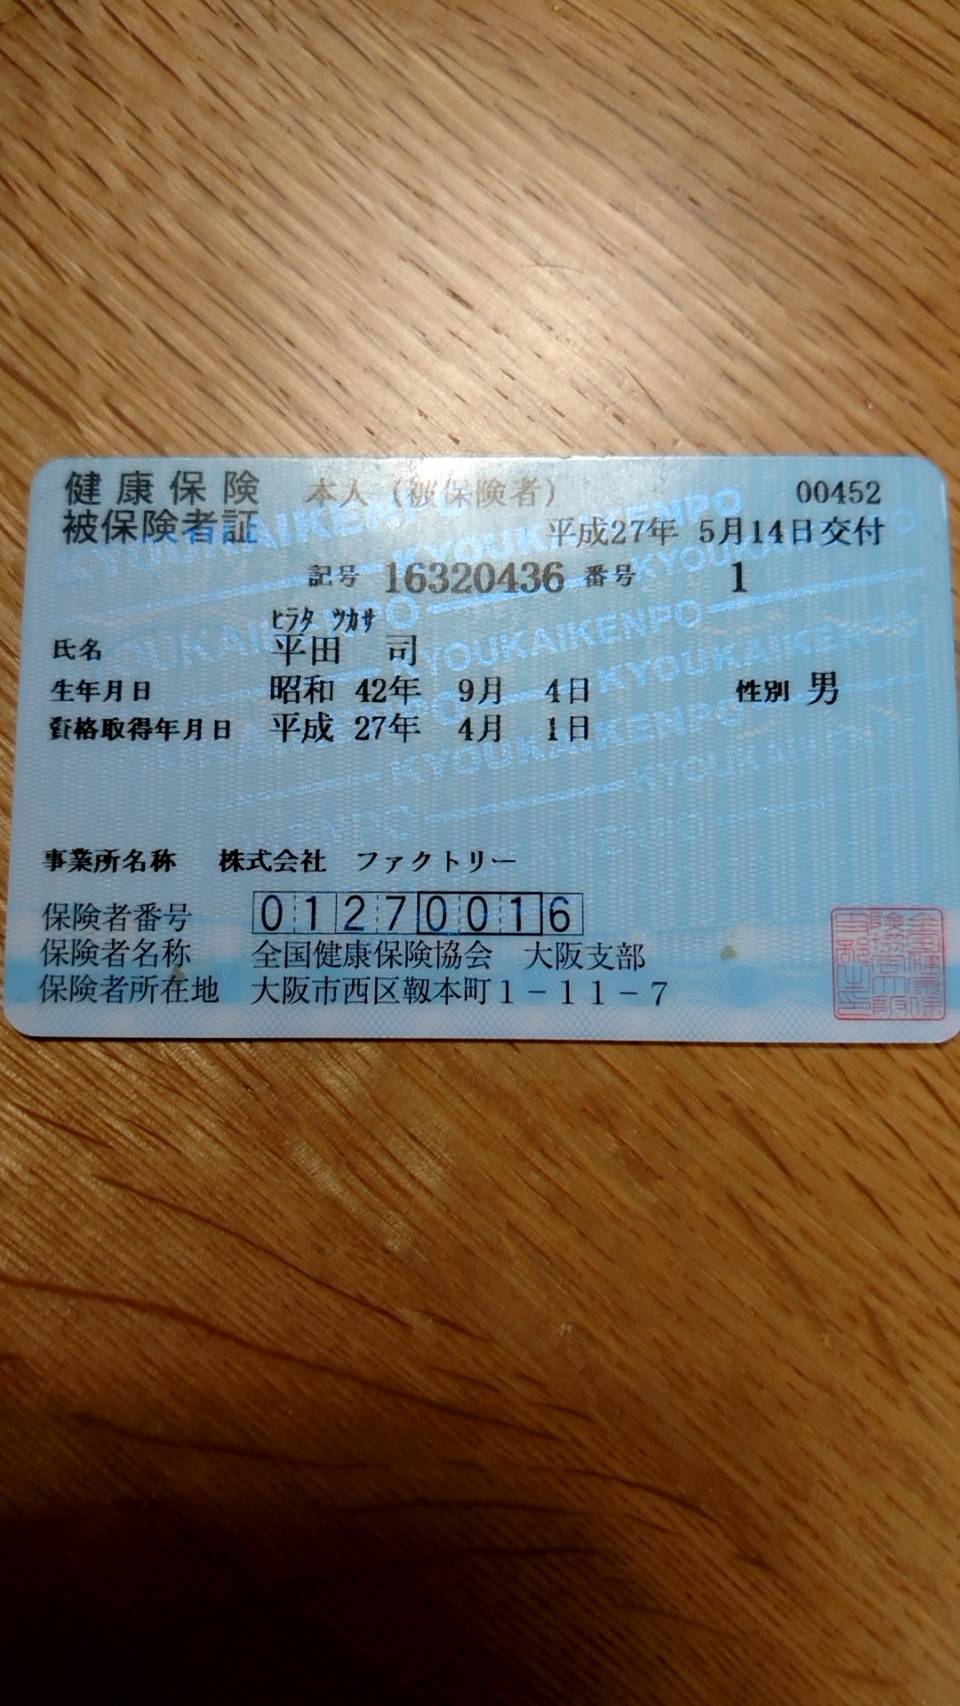 健康保険 本人（被保険者） 00452
被保険者証 平成27年 5月14日交付
記号 16320436 番号 1
ﾋﾗﾀ ﾂｶｻ
氏名 平田 司
生年月日 昭和 42年 9月 4日 性別 男
資格取得年月日 平成 27年 4月 1日
事業所名称 株式会社 ファクトリー
保険者番号 01270016
保険者名称 全国健康保険協会 大阪支部
保険者所在地 大阪市西区靱本町１－１１－７
KYOUKAIKENPO